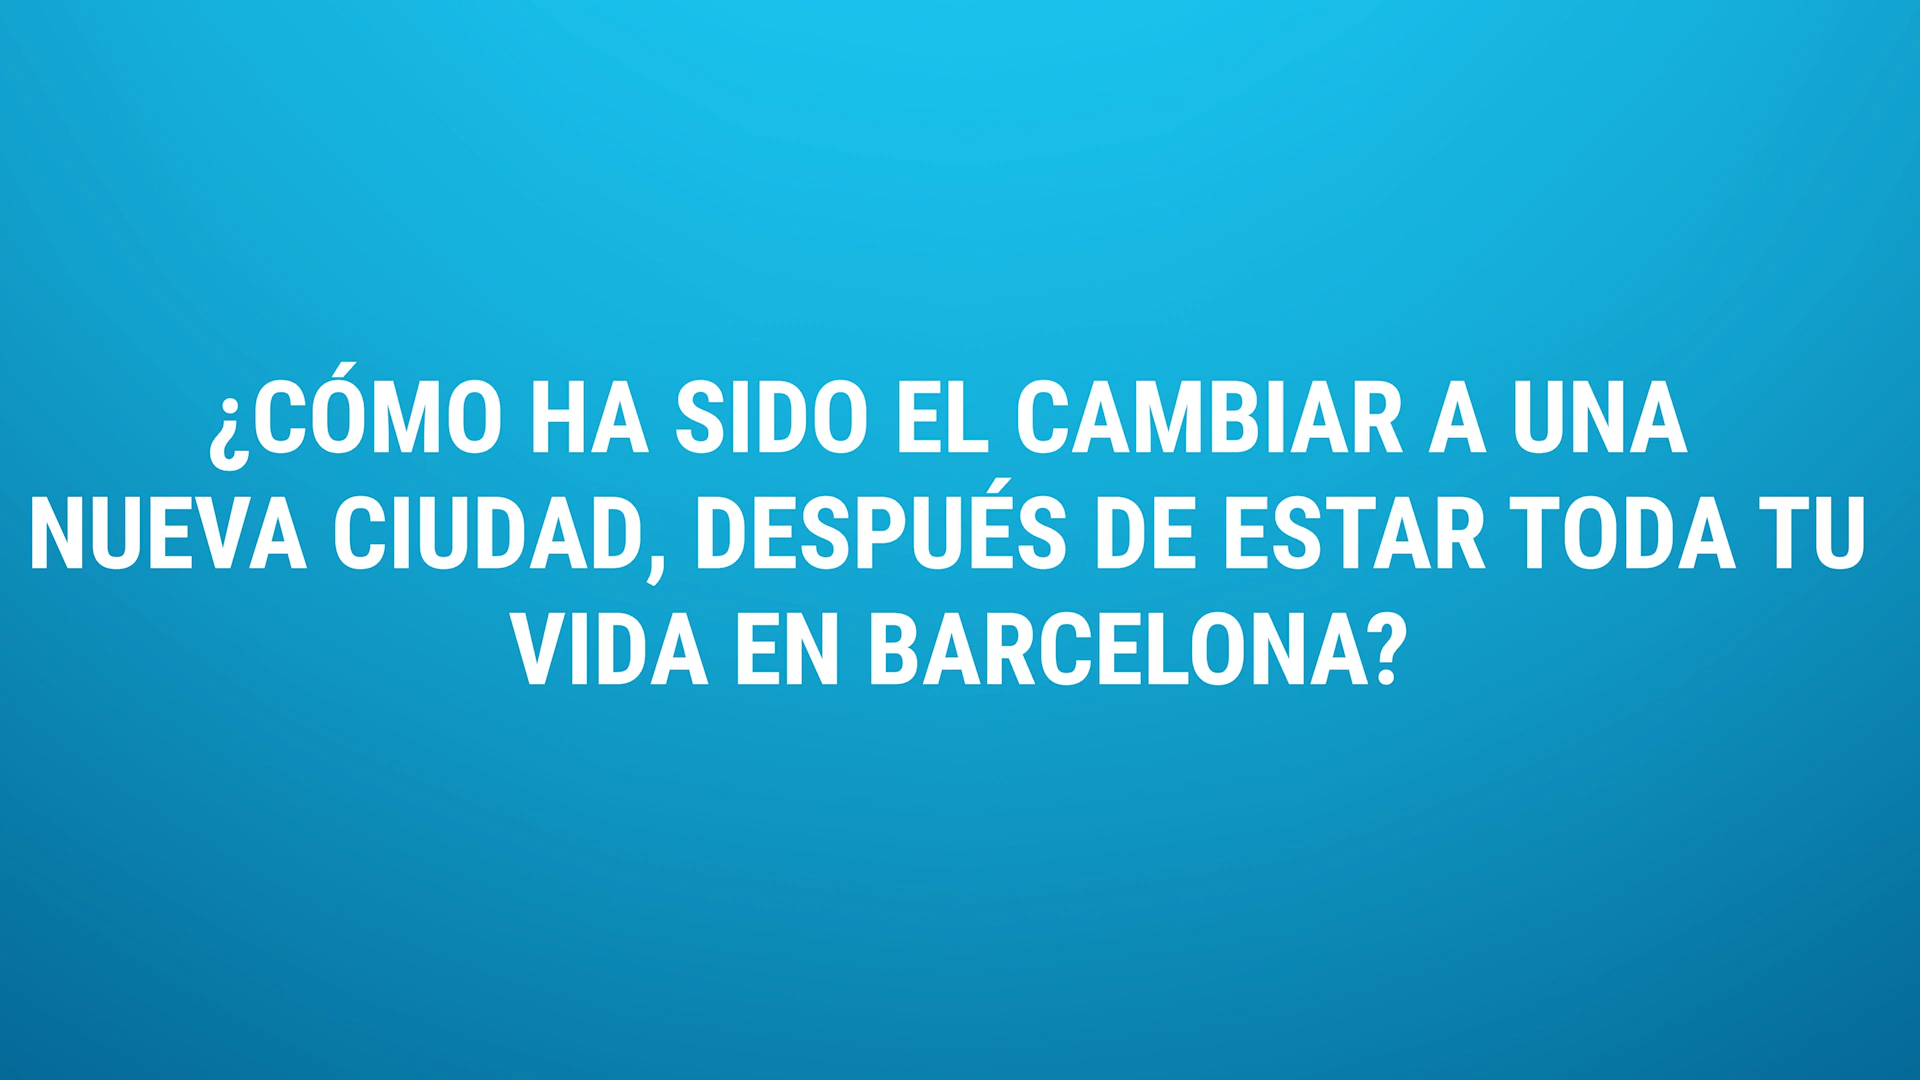 ¿CÓMO HA SIDO EL CAMBIAR A UNA
NUEVA CIUDAD, DESPUÉS DE ESTAR TODA TU
VIDA EN BARCELONA?